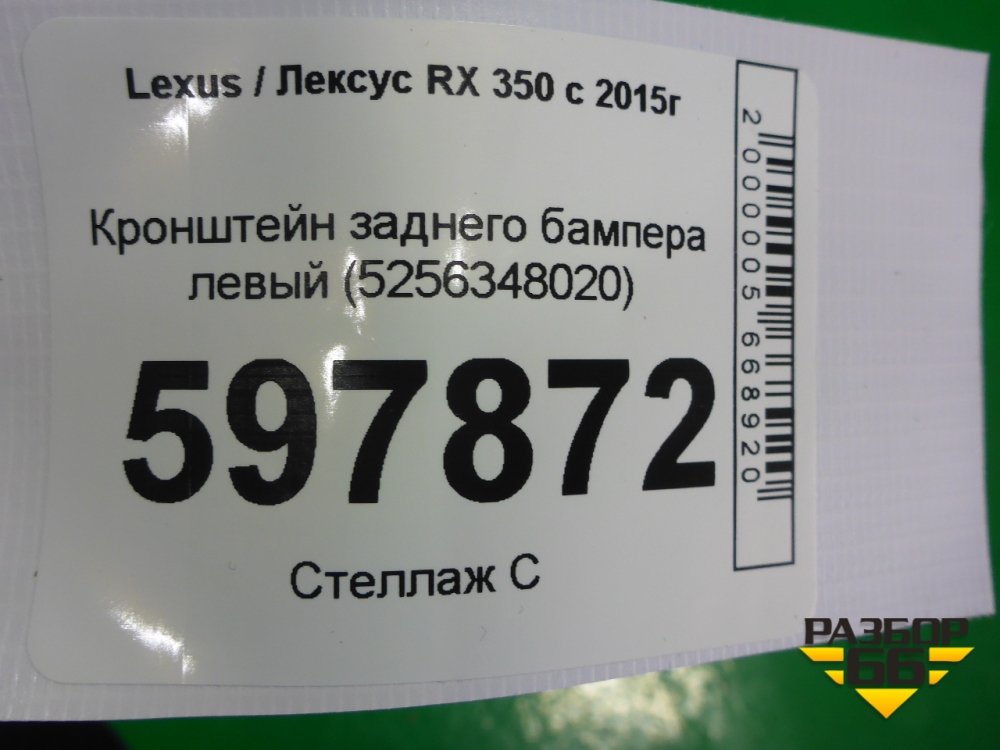 Lexus / Лексус RX 350 с 2015г
Кронштейн заднего бампера
левый (5256348020)
597872
Стеллаж С
2000005668920
РАЗБОР
66